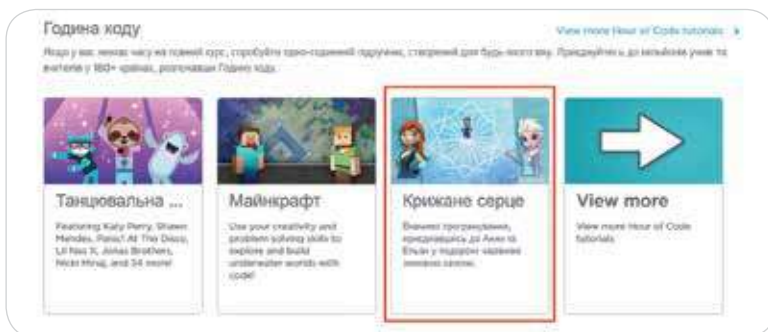 Година коду
View more Hour of Code tutorials
Якщо у вас немає часу на повний курс, спробуйте одно-годинний підручник, створений для будь-якого віку. Приєднуйтесь до мільйонів учнів та
вчителів у 180+ країнах, розпочавши Годину коду.
Танцювальна ...
Featuring Katy Perry, Shawn
Mendes, Panic! At The Disco,
Lil Nas X, Jonas Brothers,
Nicki Minaj, and 34 more!
Майнкрафт
Use your creativity and
problem solving skills to
explore and build
underwater worlds with
code!
Крижане серце
Вивчимо програмування,
приєднавшись до Анни та
Ельзи у подорожі чарівною
зимовою
View more
View more Hour of Code
tutorials